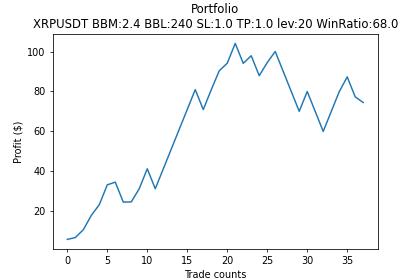 Portfolio
XRPUSDT BBM:2.4 BBL:240 SL:1.0 TP:1.0 lev:20 WinRatio:68.0
Profit ($)
100
80
60
40
20
0 5 10 15 20 25 30 35
Trade counts